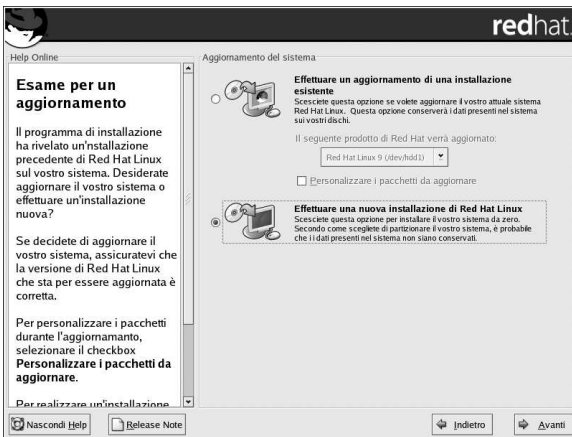 redhat.
Help Online
Esame per un
aggiornamento
Il programma di installazione
ha rivelato un'nstallazione
precedente di Red Hat Linux
sul vostro sistema. Desiderate
aggiornare il vostro sistema o
effettuare un'installazione
nuova?
Se decidete di aggiornare il
vostro sistema, assicuratevi che
la versione di Red Hat Linux
che sta per essere aggiornata è
corretta.
Per personalizzare i pacchetti
durante l'aggiornamanto,
selezionare il checkbox
Personalizzare i pacchetti da
aggiornare.
Per realizzare un'installazione
Aggiornamento del sistema
Effettuare un aggiornamento di una installazione
esistente
Scesciete questa opzione se volete aggiornare il vostro attuale sistema
Red Hat Linux. Questa opzione conserverà i dati presenti nel sistema
sui vostri dischi.
Il seguente prodotto di Red Hat verrà aggiornato:
Red Hat Linux 9 (/dev/hdd1)
Personalizzare i pacchetti da aggiornare
Effettuare una nuova installazione di Red Hat Linux
Scesciete questa opzione per installare il vostro sistema da zero.
Secondo come scegliete di partizionare il vostro sistema, è probabile
che i i dati presenti nel sistema non siano conservati.
Nascondi Help
Release Note
Indietro
Avanti